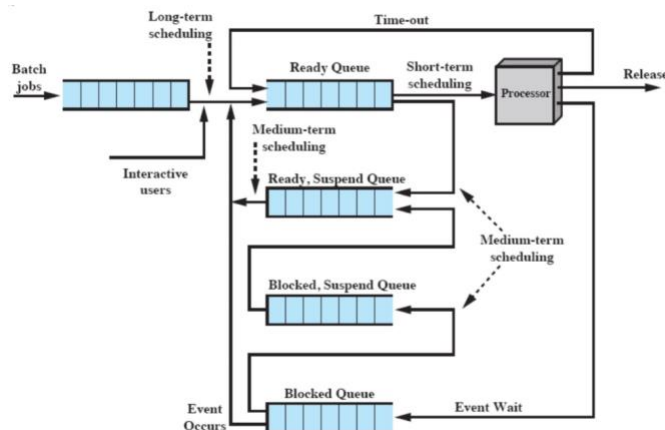 Time-out
Long-term
scheduling
Batch
jobs
Ready Queue
Short-term
scheduling
Processor
Release
Medium-term
scheduling
Interactive
users
Ready, Suspend Queue
Medium-term
scheduling
Blocked, Suspend Queue
Blocked Queue
Event
Occurs
Event Wait